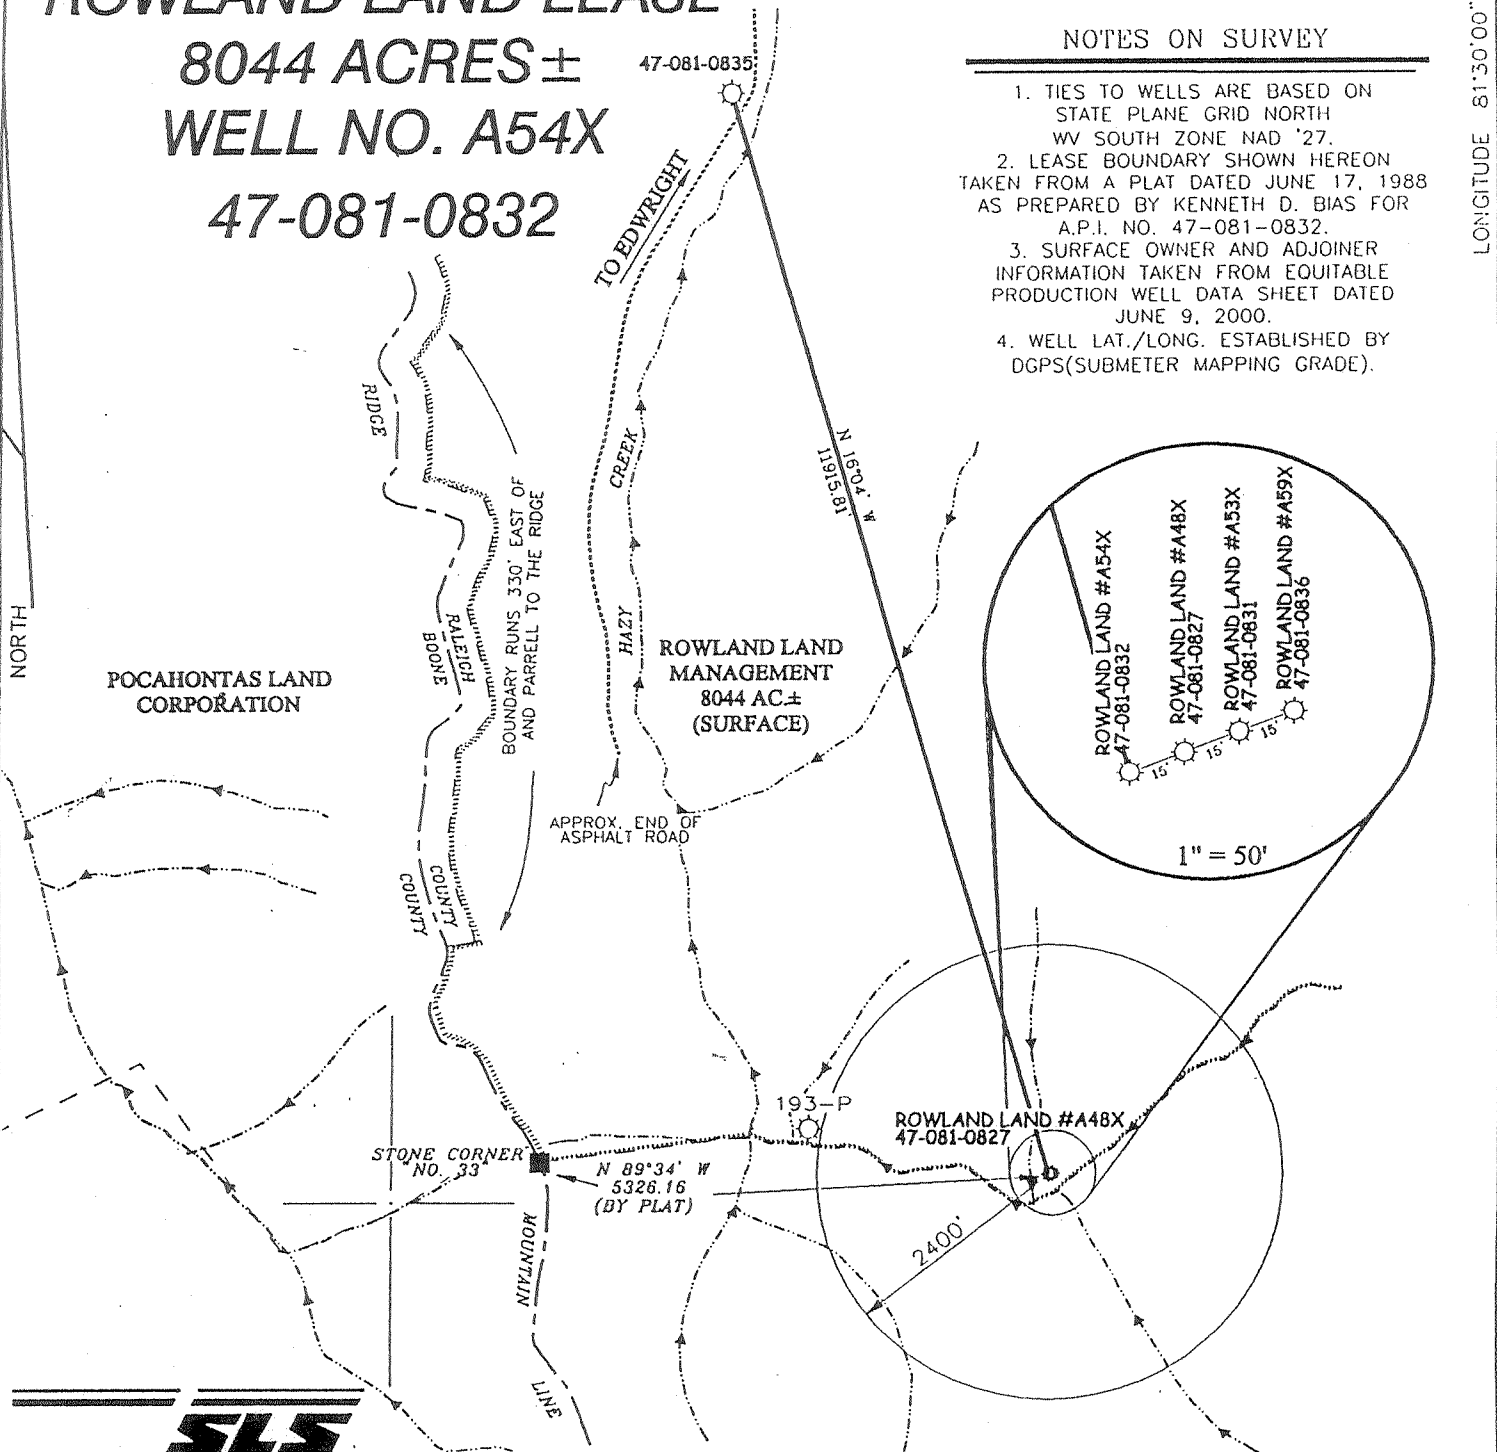 ROWLAND LAND LEASE
8044 ACRES ±
WELL NO. A54X
47-081-0832
47-081-0835
NOTES ON SURVEY
1. TIES TO WELLS ARE BASED ON
STATE PLANE GRID NORTH
WV SOUTH ZONE NAD '27.
2. LEASE BOUNDARY SHOWN HEREON
TAKEN FROM A PLAT DATED JUNE 17, 1988
AS PREPARED BY KENNETH D. BIAS FOR
A.P.I. NO. 47-081-0832.
3. SURFACE OWNER AND ADJOINER
INFORMATION TAKEN FROM EQUITABLE
PRODUCTION WELL DATA SHEET DATED
JUNE 9, 2000.
4. WELL LAT./LONG. ESTABLISHED BY
DGPS(SUBMETER MAPPING GRADE).
LONGITUDE 81°30'00"
TO EDWRIGHT
RIDGE
CREEK
HAZY
N 16°04' W
11915.81'
BOUNDARY RUNS 330' EAST OF
AND PARRELL TO THE RIDGE
RALEIGH
BOONE
NORTH
POCAHONTAS LAND
CORPORATION
ROWLAND LAND
MANAGEMENT
8044 AC.±
(SURFACE)
ROWLAND LAND #A54X
47-081-0832
ROWLAND LAND #A48X
47-081-0827
ROWLAND LAND #A53X
47-081-0831
ROWLAND LAND #A59X
47-081-0836
15'
15'
15'
1" = 50'
APPROX. END OF
ASPHALT ROAD
COUNTY
COUNTY
193-P
ROWLAND LAND #A48X
47-081-0827
STONE CORNER
"NO. 33"
N 89°34' W
5326.16
(BY PLAT)
2400'
MOUNTAIN
LINE
SLS